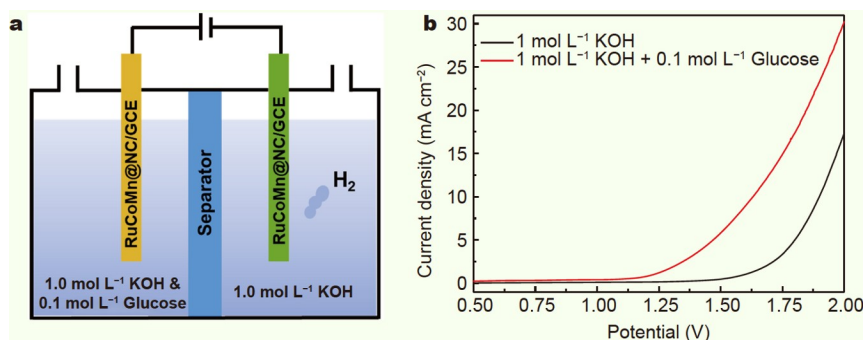 a
RuCoMn@NC/GCE
Separator
RuCoMn@NC/GCE
H₂
1.0 mol L⁻¹ KOH &
0.1 mol L⁻¹ Glucose
1.0 mol L⁻¹ KOH
b
1 mol L⁻¹ KOH
1 mol L⁻¹ KOH + 0.1 mol L⁻¹ Glucose
Current density (mA cm⁻²)
30
25
20
15
10
5
0
0.50 0.75 1.00 1.25 1.50 1.75 2.00
Potential (V)